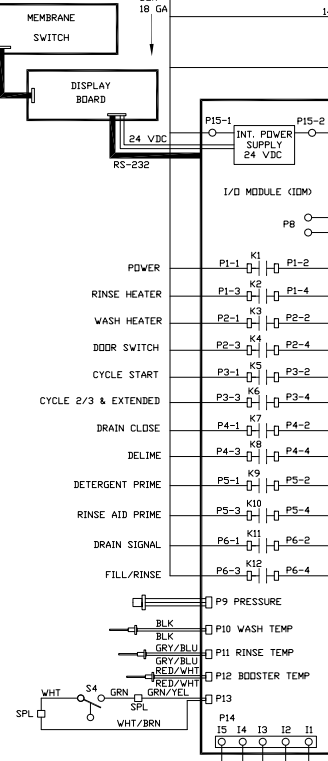 18 GA
14
MEMBRANE
SWITCH
DISPLAY
BOARD
24 VDC
RS-232
P15-1
P15-2
INT. POWER
SUPPLY
24 VDC
I/O MODULE (IOM)
P8
POWER P1-1 K1 P1-2
RINSE HEATER P1-3 K2 P1-4
WASH HEATER P2-1 K3 P2-2
DOOR SWITCH P2-3 K4 P2-4
CYCLE START P3-1 K5 P3-2
CYCLE 2/3 & EXTENDED P3-3 K6 P3-4
DRAIN CLOSE P4-1 K7 P4-2
DELIME P4-3 K8 P4-4
DETERGENT PRIME P5-1 K9 P5-2
RINSE AID PRIME P5-3 K10 P5-4
DRAIN SIGNAL P6-1 K11 P6-2
FILL/RINSE P6-3 K12 P6-4
P9 PRESSURE
BLK
BLK
P10 WASH TEMP
GRY/BLU
GRY/BLU
P11 RINSE TEMP
RED/WHT
RED/WHT
P12 BOOSTER TEMP
WHT S4 GRN GRN/YEL P13
SPL
SPL
WHT/BRN
P14
I5 I4 I3 I2 I1